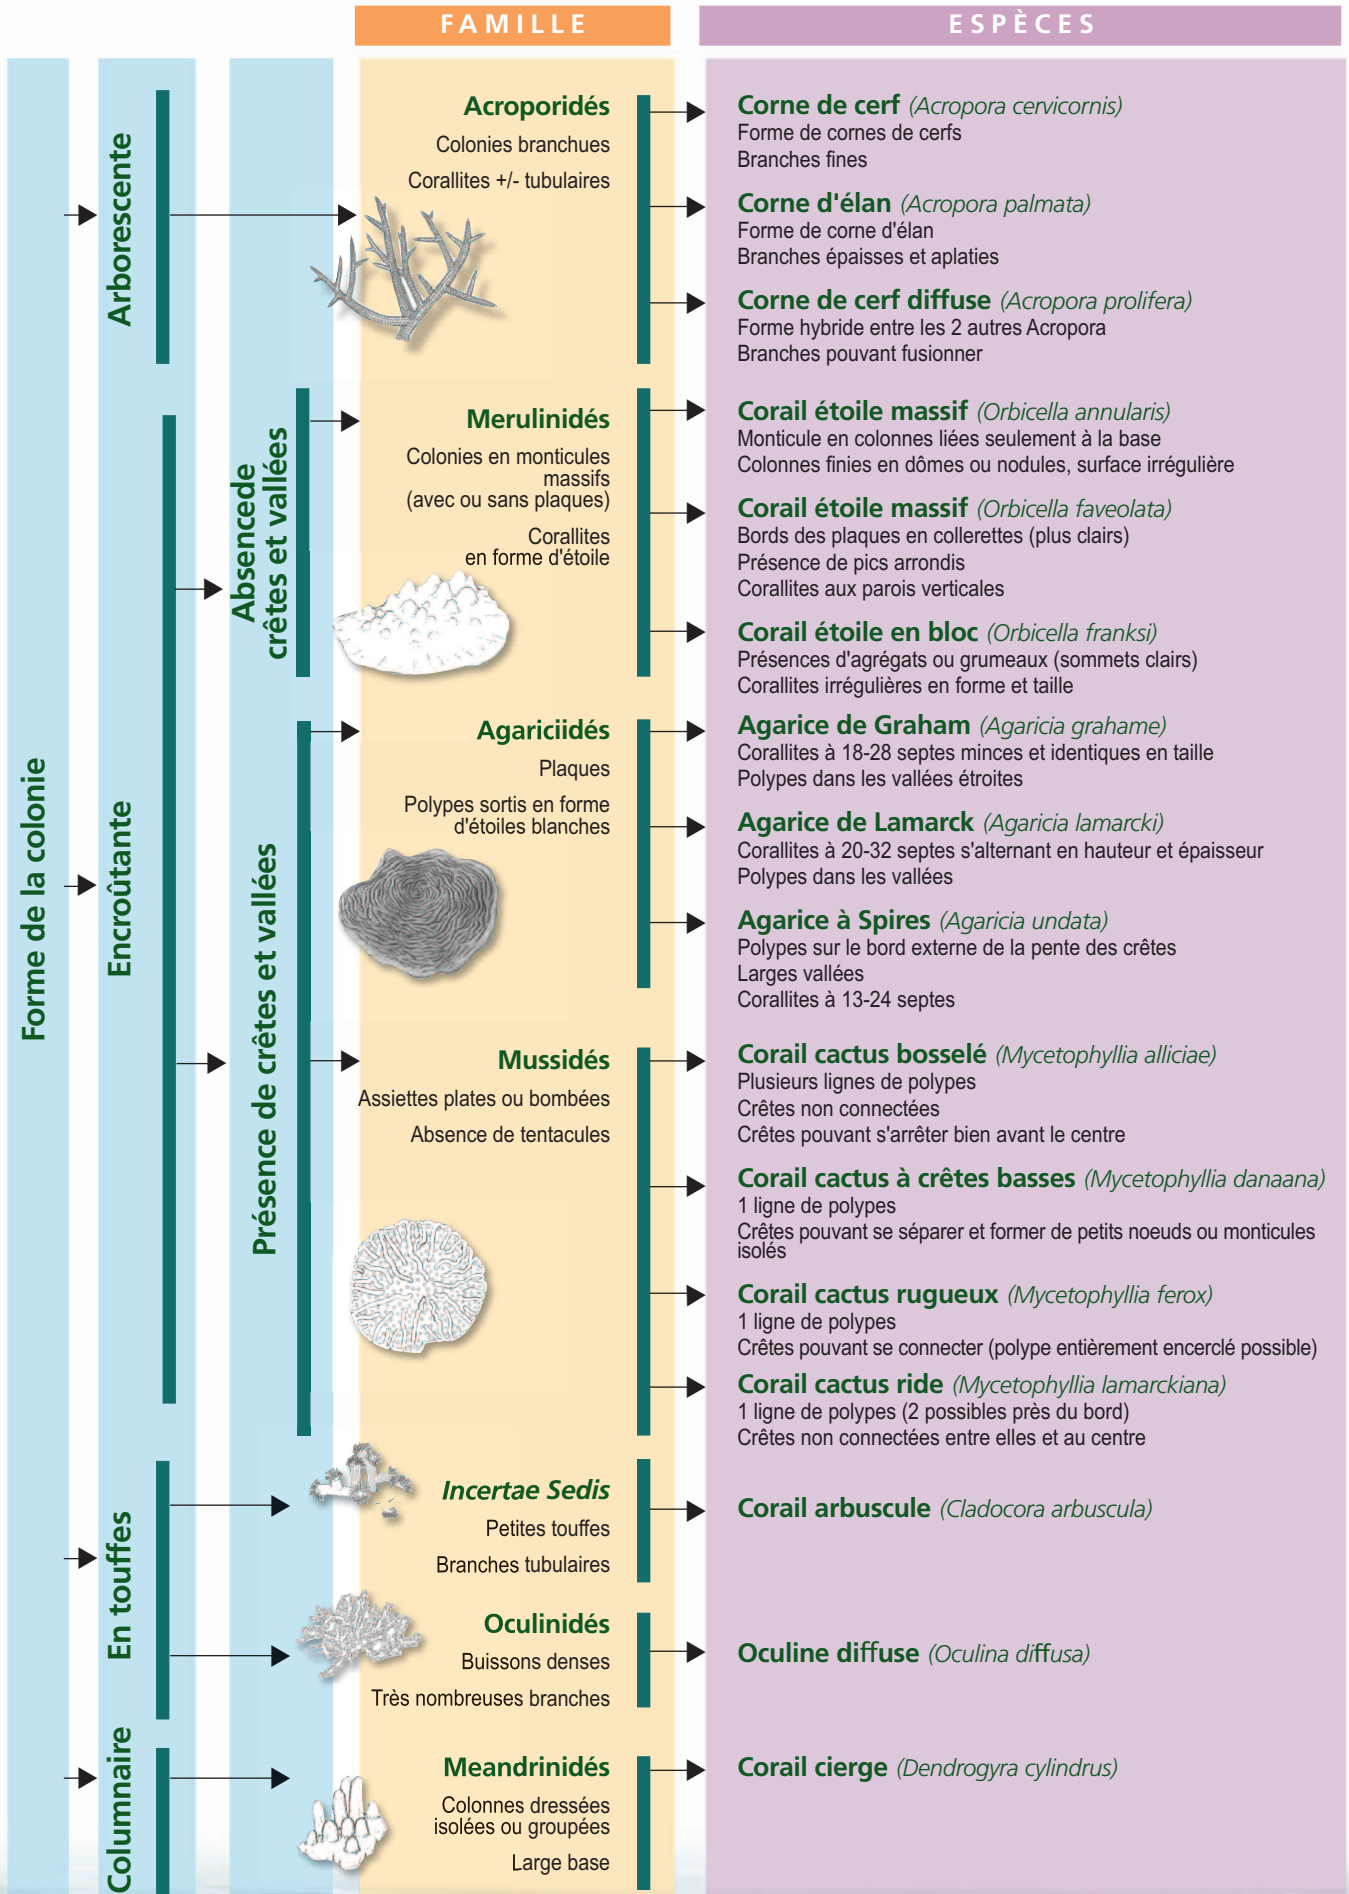 FAMILLE
ESPÈCES
Forme de la colonie
Arborescente
Acroporidés
Colonies branchues
Corallites +/- tubulaires
Corne de cerf (Acropora cervicornis)
Forme de cornes de cerfs
Branches fines
Corne d'élan (Acropora palmata)
Forme de corne d'élan
Branches épaisses et aplaties
Corne de cerf diffuse (Acropora prolifera)
Forme hybride entre les 2 autres Acropora
Branches pouvant fusionner
Encroûtante
Absencede
crêtes et vallées
Merulinidés
Colonies en monticules
massifs
(avec ou sans plaques)
Corallites
en forme d'étoile
Corail étoile massif (Orbicella annularis)
Monticule en colonnes liées seulement à la base
Colonnes finies en dômes ou nodules, surface irrégulière
Corail étoile massif (Orbicella faveolata)
Bords des plaques en collerettes (plus clairs)
Présence de pics arrondis
Corallites aux parois verticales
Corail étoile en bloc (Orbicella franksi)
Présences d'agrégats ou grumeaux (sommets clairs)
Corallites irrégulières en forme et taille
Présence de crêtes et vallées
Agariciidés
Plaques
Polypes sortis en forme
d'étoiles blanches
Agarice de Graham (Agaricia grahame)
Corallites à 18-28 septes minces et identiques en taille
Polypes dans les vallées étroites
Agarice de Lamarck (Agaricia lamarcki)
Corallites à 20-32 septes s'alternant en hauteur et épaisseur
Polypes dans les vallées
Agarice à Spires (Agaricia undata)
Polypes sur le bord externe de la pente des crêtes
Larges vallées
Corallites à 13-24 septes
Mussidés
Assiettes plates ou bombées
Absence de tentacules
Corail cactus bosselé (Mycetophyllia alliciae)
Plusieurs lignes de polypes
Crêtes non connectées
Crêtes pouvant s'arrêter bien avant le centre
Corail cactus à crêtes basses (Mycetophyllia danaana)
1 ligne de polypes
Crêtes pouvant se séparer et former de petits noeuds ou monticules
isolés
Corail cactus rugueux (Mycetophyllia ferox)
1 ligne de polypes
Crêtes pouvant se connecter (polype entièrement encerclé possible)
Corail cactus ride (Mycetophyllia lamarckiana)
1 ligne de polypes (2 possibles près du bord)
Crêtes non connectées entre elles et au centre
En touffes
Incertae Sedis
Petites touffes
Branches tubulaires
Corail arbuscule (Cladocora arbuscula)
Oculinidés
Buissons denses
Très nombreuses branches
Oculine diffuse (Oculina diffusa)
Columnaire
Meandrinidés
Colonnes dressées
isolées ou groupées
Large base
Corail cierge (Dendrogyra cylindrus)